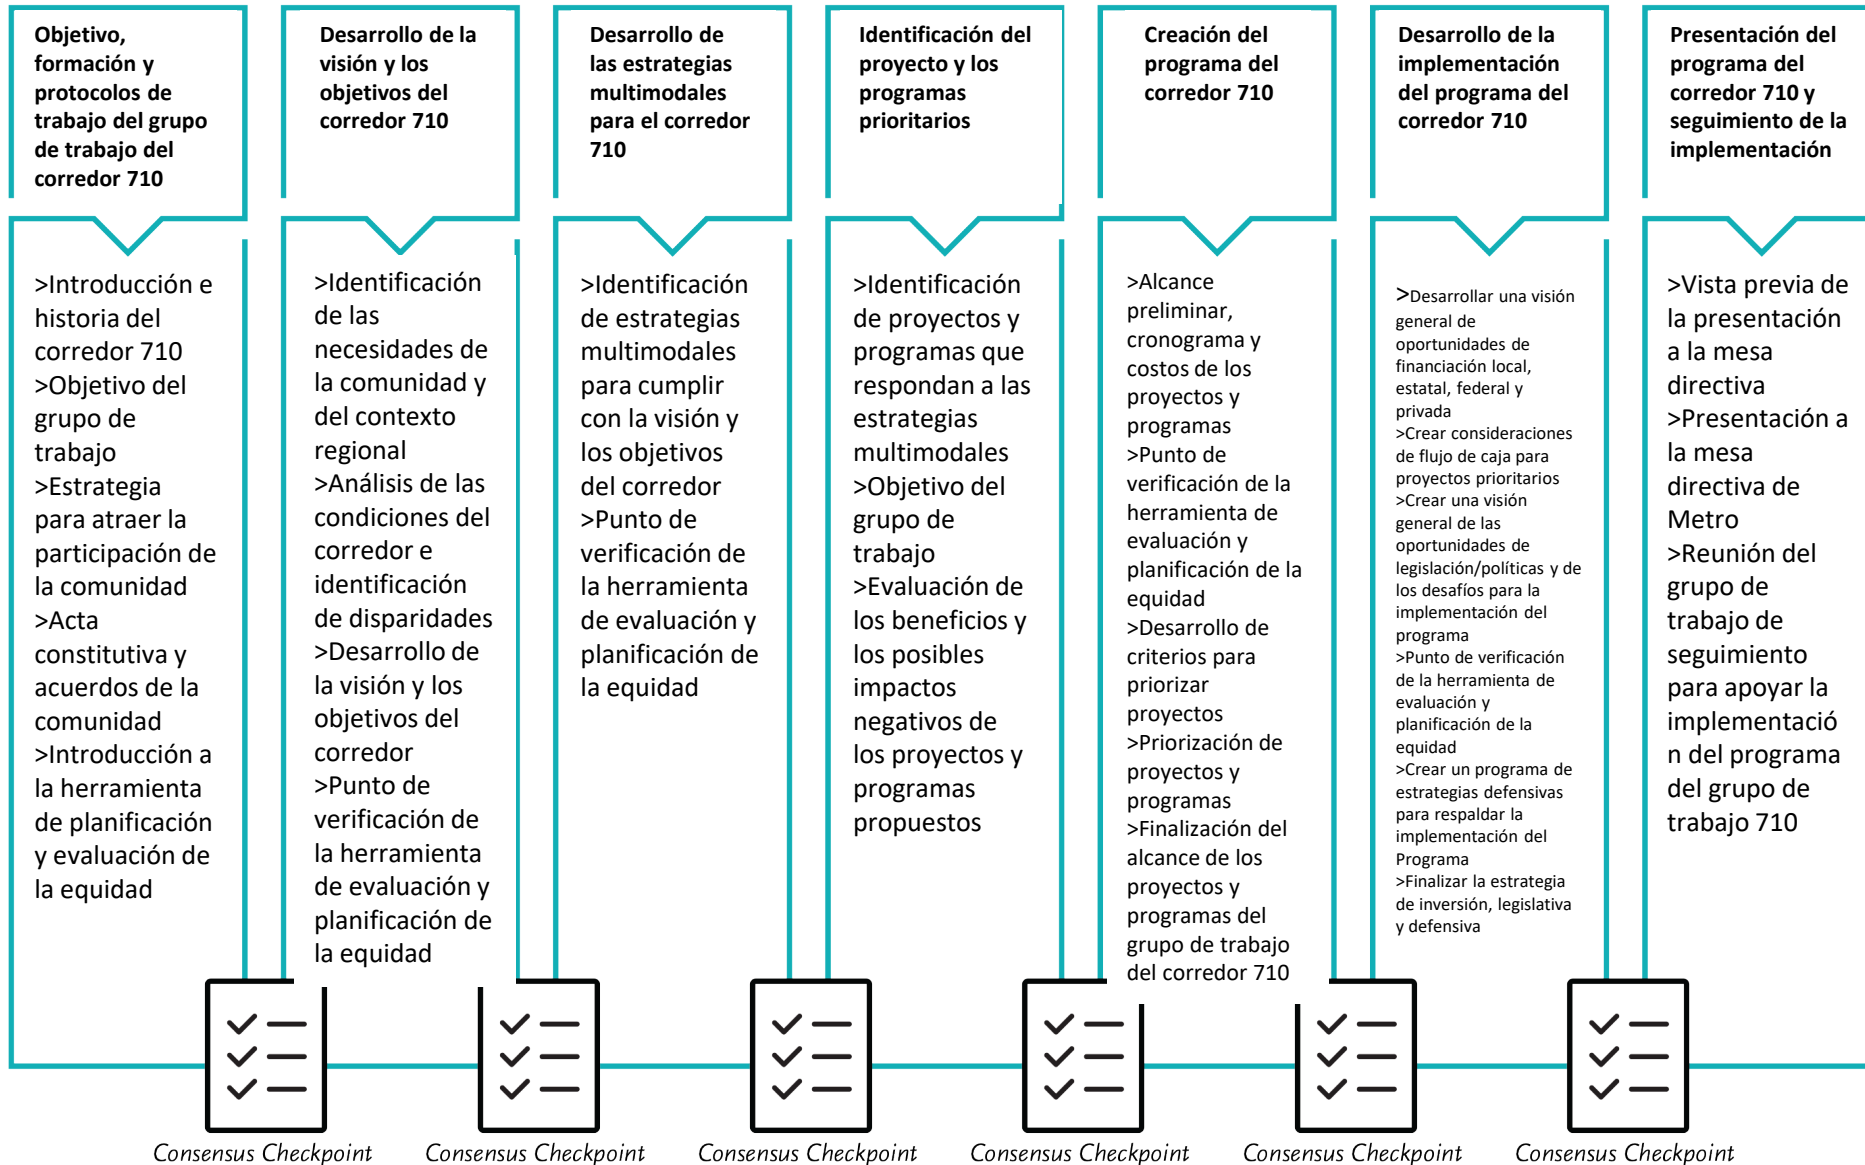 Objetivo,
formación y
protocolos de
trabajo del grupo
de trabajo del
corredor 710
>Introducción e
historia del
corredor 710
>Objetivo del
grupo de
trabajo
>Estrategia
para atraer la
participación de
la comunidad
>Acta
constitutiva y
acuerdos de la
comunidad
>Introducción a
la herramienta
de planificación
y evaluación de
la equidad
Desarrollo de la
visión y los
objetivos del
corredor 710
>Identificación
de las
necesidades de
la comunidad y
del contexto
regional
>Análisis de las
condiciones del
corredor e
identificación
de disparidades
>Desarrollo de
la visión y los
objetivos del
corredor
>Punto de
verificación de
la herramienta
de evaluación y
planificación de
la equidad
Desarrollo de
las estrategias
multimodales
para el corredor
710
>Identificación
de estrategias
multimodales
para cumplir
con la visión y
los objetivos
del corredor
>Punto de
verificación de
la herramienta
de evaluación y
planificación de
la equidad
Identificación del
proyecto y los
programas
prioritarios
>Identificación
de proyectos y
programas que
respondan a las
estrategias
multimodales
>Objetivo del
grupo de
trabajo
>Evaluación de
los beneficios y
los posibles
impactos
negativos de
los proyectos y
programas
propuestos
Creación del
programa del
corredor 710
>Alcance
preliminar,
cronograma y
costos de los
proyectos y
programas
>Punto de
verificación de la
herramienta de
evaluación y
planificación de la
equidad
>Desarrollo de
criterios para
priorizar
proyectos
>Priorización de
proyectos y
programas
>Finalización del
alcance de los
proyectos y
programas del
grupo de trabajo
del corredor 710
Desarrollo de la
implementación
del programa del
corredor 710
>Desarrollar una visión
general de
oportunidades de
financiación local,
estatal, federal y
privada
>Crear consideraciones
de flujo de caja para
proyectos prioritarios
>Crear una visión
general de las
oportunidades de
legislación/políticas y de
los desafíos para la
implementación del
programa
>Punto de verificación
de la herramienta de
evaluación y
planificación de la
equidad
>Crear un programa de
estrategias defensivas
para respaldar la
implementación del
Programa
>Finalizar la estrategia
de inversión, legislativa
y defensiva
Presentación del
programa del
corredor 710 y
seguimiento de la
implementación
>Vista previa de
la presentación
a la mesa
directiva
>Presentación a
la mesa
directiva de
Metro
>Reunión del
grupo de
trabajo de
seguimiento
para apoyar la
implementació
n del programa
del grupo de
trabajo 710
Consensus Checkpoint
Consensus Checkpoint
Consensus Checkpoint
Consensus Checkpoint
Consensus Checkpoint
Consensus Checkpoint